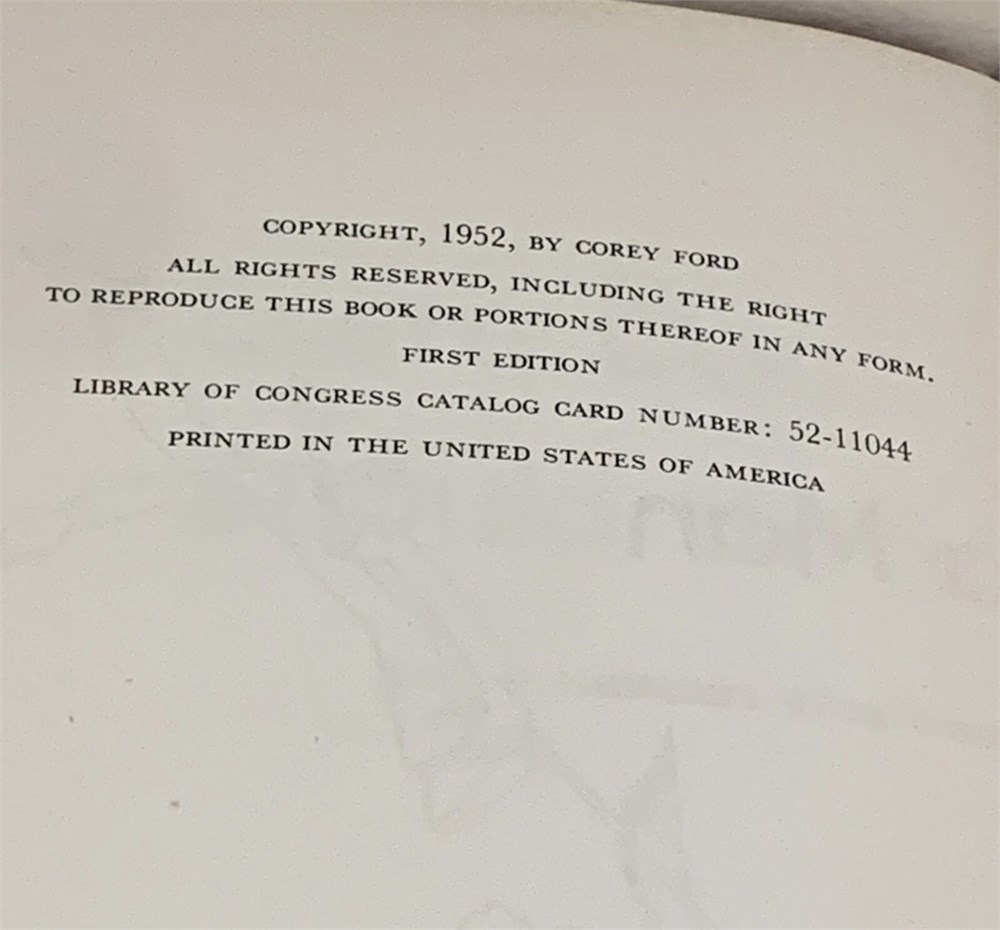 COPYRIGHT, 1952, BY COREY FORD
ALL RIGHTS RESERVED, INCLUDING THE RIGHT
TO REPRODUCE THIS BOOK OR PORTIONS THEREOF IN ANY FORM.
FIRST EDITION
LIBRARY OF CONGRESS CATALOG CARD NUMBER: 52-11044
PRINTED IN THE UNITED STATES OF AMERICA